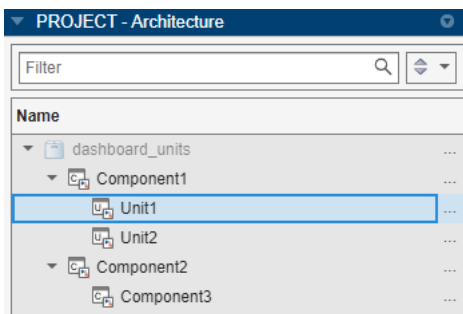 PROJECT - Architecture
Filter
Name
dashboard_units
...
Component1
...
Unit1
...
Unit2
...
Component2
...
Component3
...